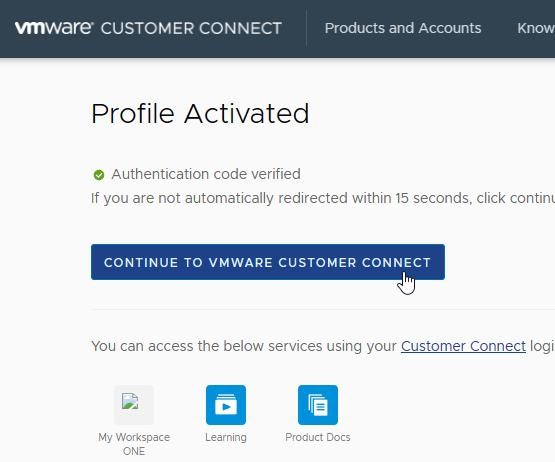 vmware® CUSTOMER CONNECT
Products and Accounts
Know
Profile Activated
Authentication code verified
If you are not automatically redirected within 15 seconds, click continu
CONTINUE TO VMWARE CUSTOMER CONNECT
You can access the below services using your Customer Connect logi
My Workspace
ONE
Learning
Product Docs